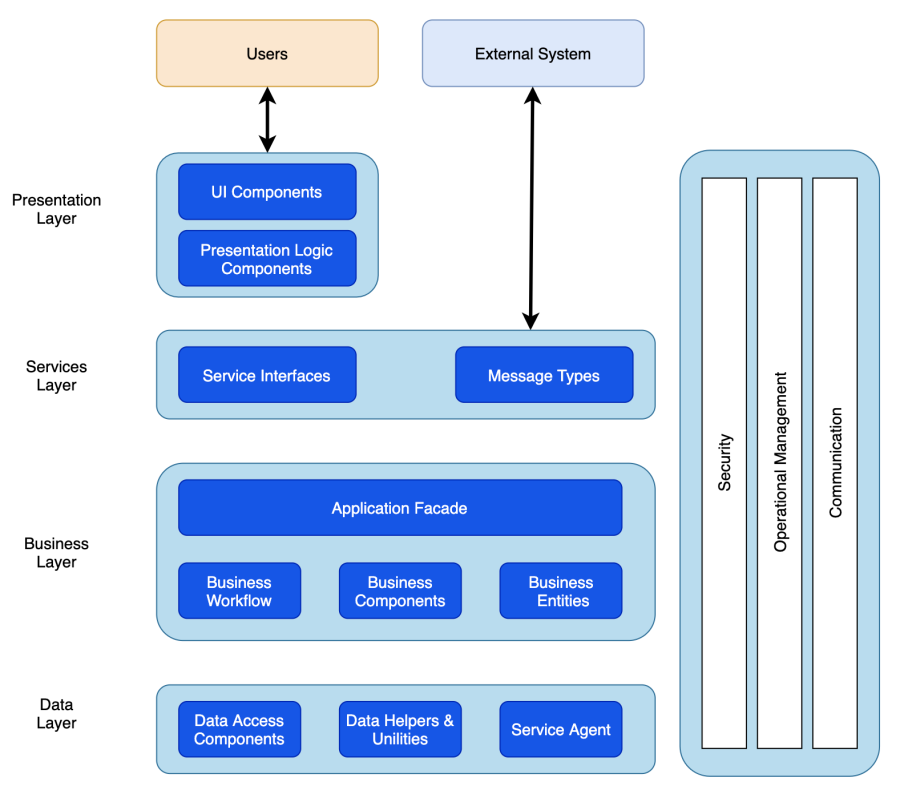 Users
External System
Presentation
Layer
UI Components
Presentation Logic
Components
Services
Layer
Service Interfaces
Message Types
Business
Layer
Application Facade
Business
Workflow
Business
Components
Business
Entities
Data
Layer
Data Access
Components
Data Helpers &
Unilities
Service Agent
Security
Operational Management
Communication